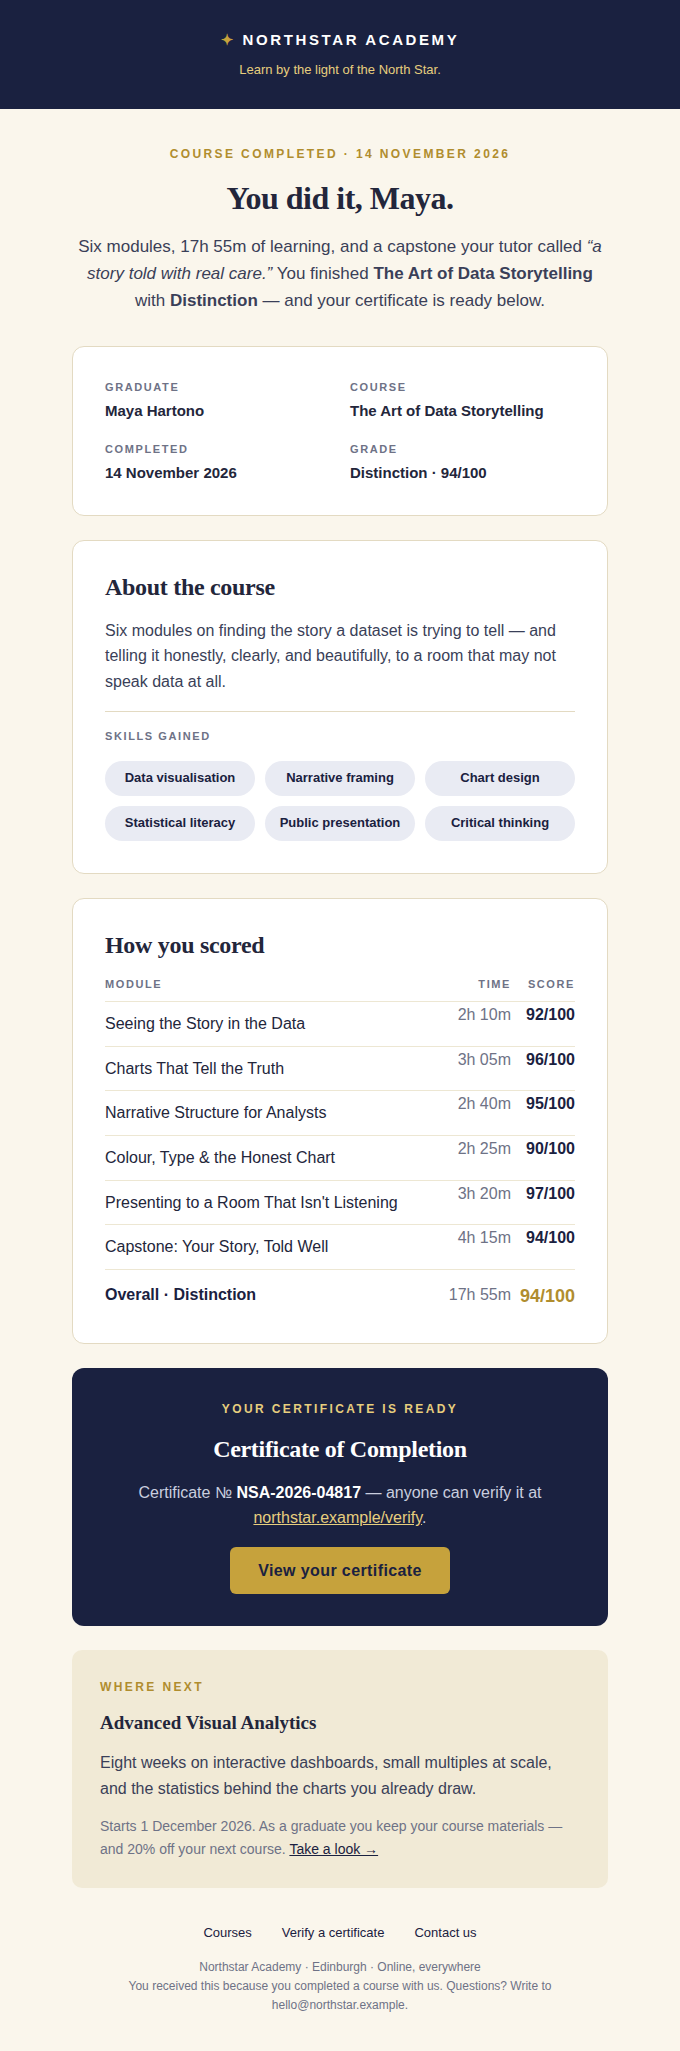 ✦ NORTHSTAR ACADEMY
Learn by the light of the North Star.
COURSE COMPLETED · 14 NOVEMBER 2026
You did it, Maya.
Six modules, 17h 55m of learning, and a capstone your tutor called “a
story told with real care.” You finished The Art of Data Storytelling
with Distinction — and your certificate is ready below.
GRADUATE COURSE
Maya Hartono The Art of Data Storytelling
COMPLETED GRADE
14 November 2026 Distinction · 94/100
About the course
Six modules on finding the story a dataset is trying to tell — and
telling it honestly, clearly, and beautifully, to a room that may not
speak data at all.
SKILLS GAINED
Data visualisation Narrative framing Chart design
Statistical literacy Public presentation Critical thinking
How you scored
MODULE TIME SCORE
Seeing the Story in the Data 2h 10m 92/100
Charts That Tell the Truth 3h 05m 96/100
Narrative Structure for Analysts 2h 40m 95/100
Colour, Type & the Honest Chart 2h 25m 90/100
Presenting to a Room That Isn't Listening 3h 20m 97/100
Capstone: Your Story, Told Well 4h 15m 94/100
Overall · Distinction 17h 55m 94/100
YOUR CERTIFICATE IS READY
Certificate of Completion
Certificate № NSA-2026-04817 — anyone can verify it at
northstar.example/verify.
View your certificate
WHERE NEXT
Advanced Visual Analytics
Eight weeks on interactive dashboards, small multiples at scale,
and the statistics behind the charts you already draw.
Starts 1 December 2026. As a graduate you keep your course materials —
and 20% off your next course. Take a look →
Courses Verify a certificate Contact us
Northstar Academy · Edinburgh · Online, everywhere
You received this because you completed a course with us. Questions? Write to
hello@northstar.example.